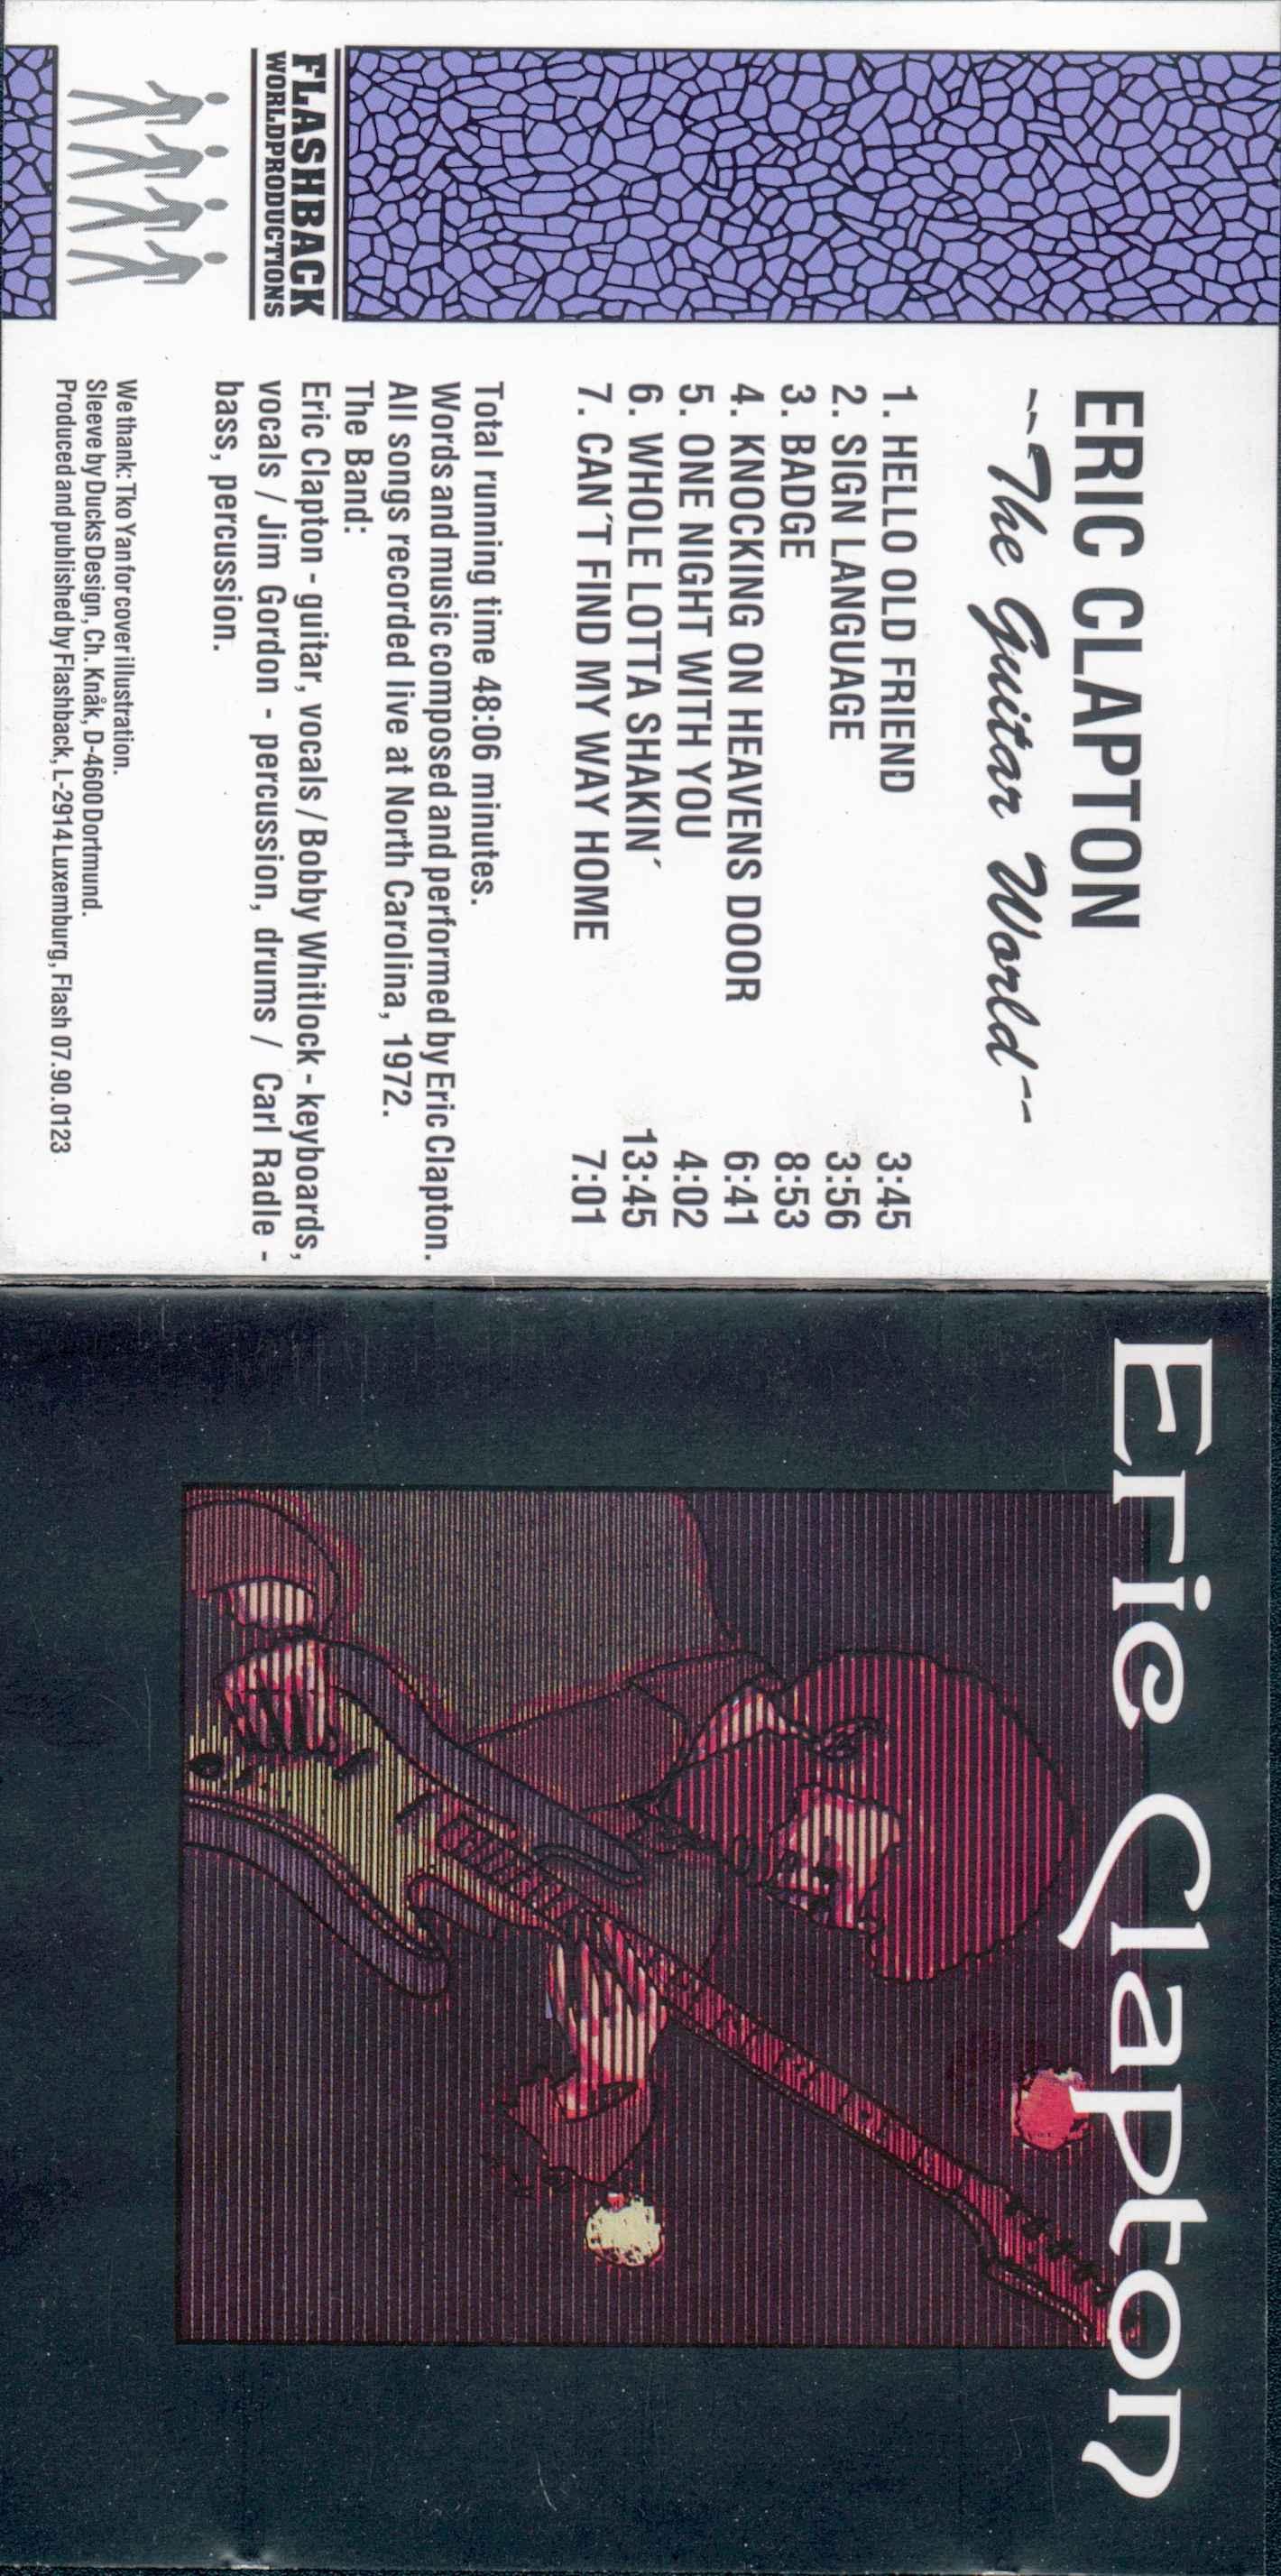 ERIC CLAPTON
~~The Guitar World~~
1. HELLO OLD FRIEND 3:45
2. SIGN LANGUAGE 3:56
3. BADGE 8:53
4. KNOCKING ON HEAVENS DOOR 6:41
5. ONE NIGHT WITH YOU 4:02
6. WHOLE LOTTA SHAKIN´ 13:45
7. CAN´T FIND MY WAY HOME 7:01
Total running time 48:06 minutes.
Words and music composed and performed by Eric Clapton.
All songs recorded live at North Carolina, 1972.
The Band:
Eric Clapton - guitar, vocals / Bobby Whitlock - keyboards,
vocals / Jim Gordon - percussion, drums / Carl Radle -
bass, percussion.
We thank: Tko Yan for cover illustration.
Sleeve by Ducks Design, Ch. Knåk, D-4600 Dortmund.
Produced and published by Flashback, L-2914 Luxemburg, Flash 07.90.0123
FLASHBACK
WORLDPRODUCTIONS
Eric Clapton